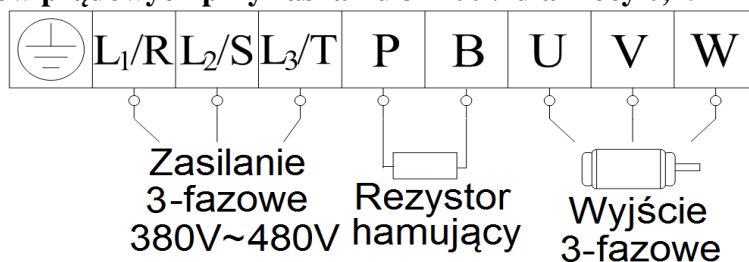 L1/R L2/S L3/T P B U V W
Zasilanie
3-fazowe
380V~480V
Rezystor
hamujący
Wyjście
3-fazowe